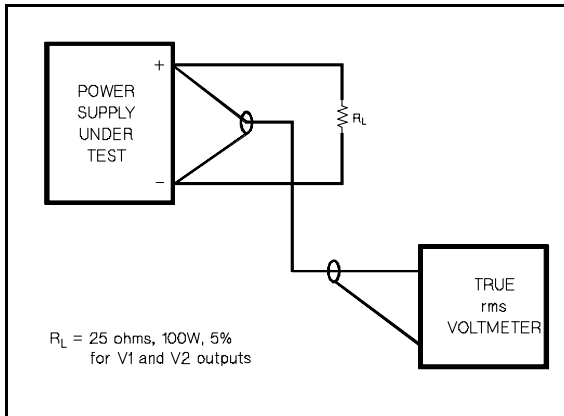 +
POWER
SUPPLY
UNDER
TEST
−
RL
TRUE
rms
VOLTMETER
RL = 25 ohms, 100W, 5%
for V1 and V2 outputs